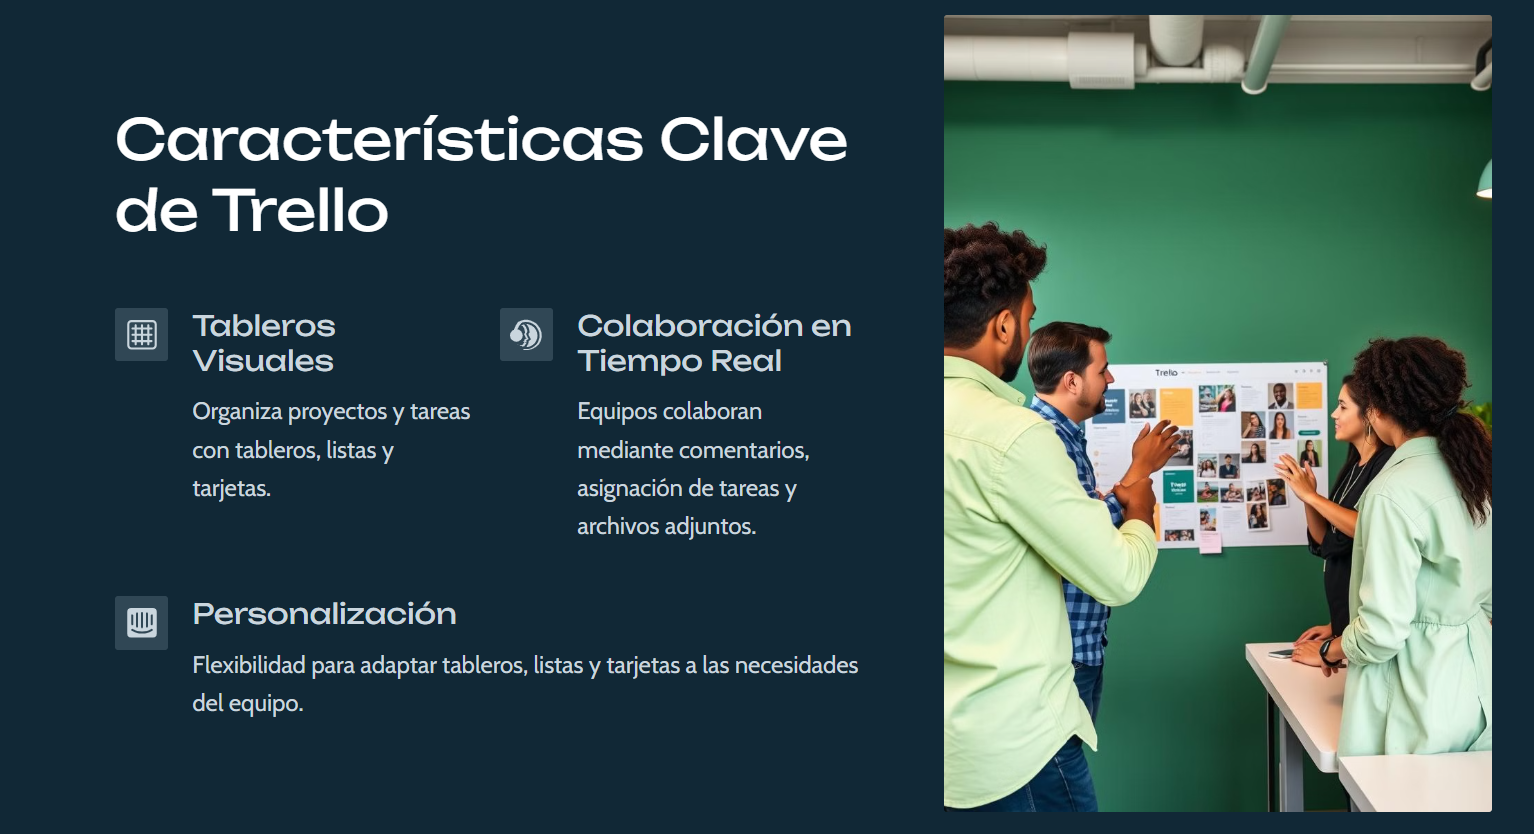 Características Clave
de Trello
Tableros
Visuales
Organiza proyectos y tareas
con tableros, listas y
tarjetas.
Colaboración en
Tiempo Real
Equipos colaboran
mediante comentarios,
asignación de tareas y
archivos adjuntos.
Personalización
Flexibilidad para adaptar tableros, listas y tarjetas a las necesidades
del equipo.
Trello